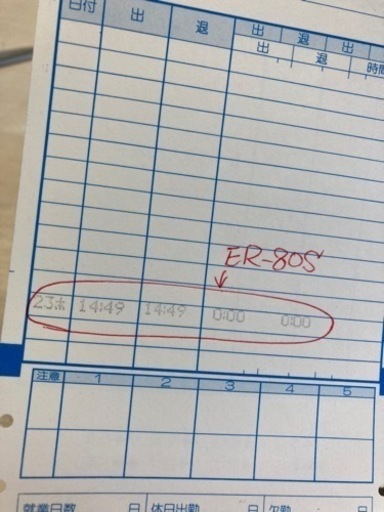 日付 出 退 出 退 出
出 退 時間
ER-80S
23木 14:49 14:49 0:00 0:00
注意 1 2 3 4 5
就業日数 日 休日出勤 日 欠勤